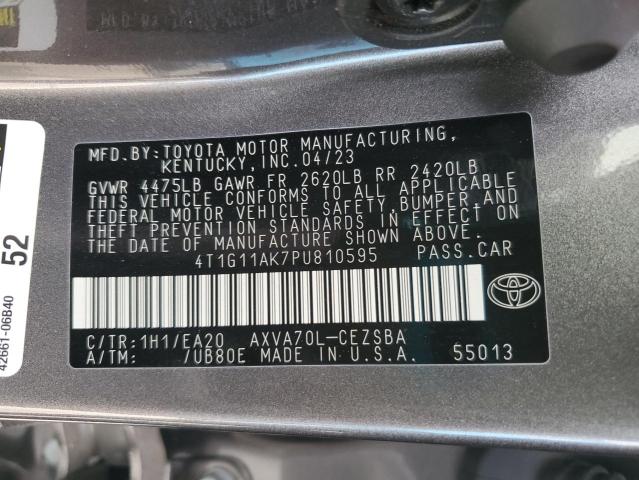 MFD. BY: TOYOTA MOTOR MANUFACTURING,
KENTUCKY, INC. 04/23
GVWR 4475LB GAWR FR 2620LB RR 2420LB
THIS VEHICLE CONFORMS TO ALL APPLICABLE
FEDERAL MOTOR VEHICLE SAFETY, BUMPER, AND
THEFT PREVENTION STANDARDS IN EFFECT ON
THE DATE OF MANUFACTURE SHOWN ABOVE.
4T1G11AK7PU810595 PASS. CAR
C/TR: 1H1/EA20 AXVA70L-CEZSBA
A/TM: /UB80E MADE IN U.S.A. 55013
52
42661-06B40